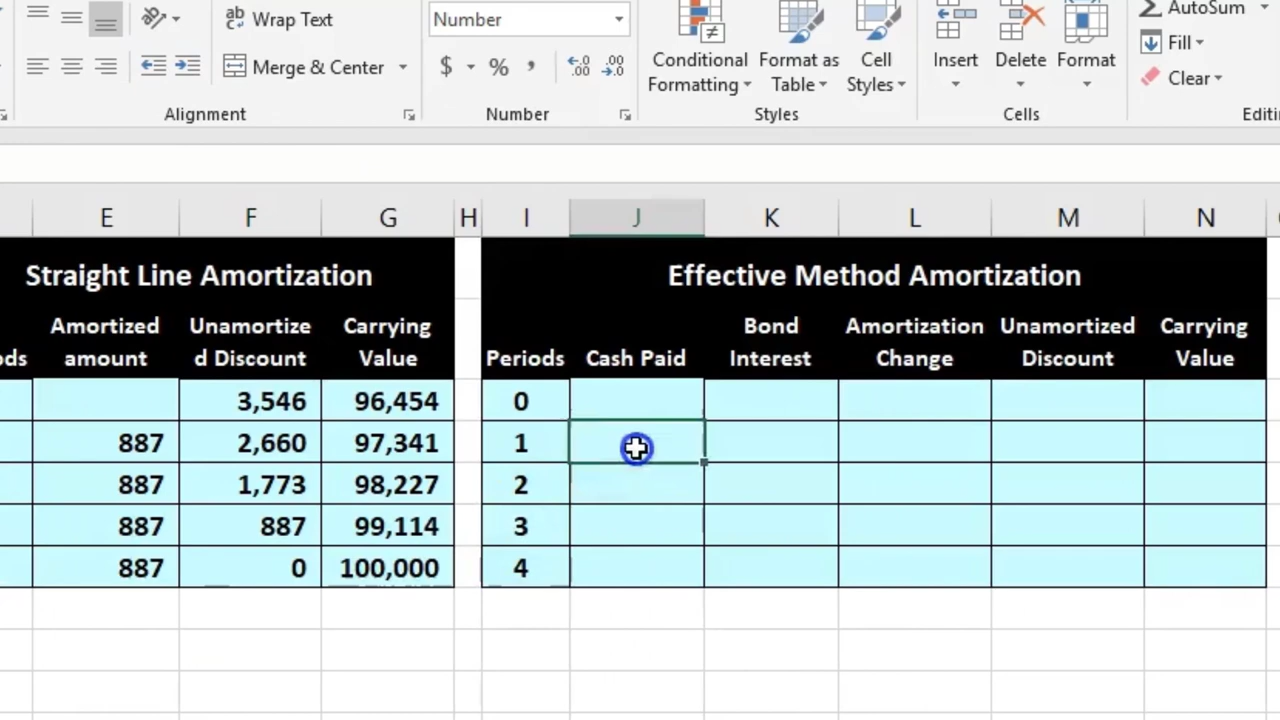 Wrap Text
Number
AutoSum
Conditional Formatting
Format as Table
Cell Styles
Insert
Delete
Format
Fill
Merge & Center
$ % ,
.00
.00
Clear
Alignment
Number
Styles
Cells
Editi
E F G H I J K L M N
Straight Line Amortization
Effective Method Amortization
Amortized Unamortize Carrying
Bond Amortization Unamortized Carrying
ods amount d Discount Value
Periods Cash Paid Interest Change Discount Value
3,546 96,454 0
887 2,660 97,341 1
887 1,773 98,227 2
887 887 99,114 3
887 0 100,000 4